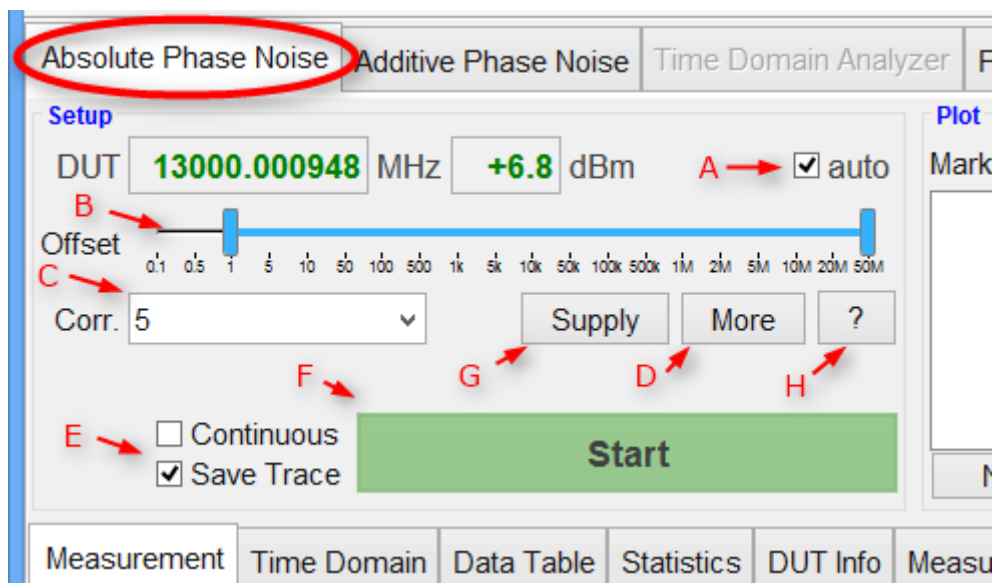 Absolute Phase Noise Additive Phase Noise Time Domain Analyzer F
Setup Plot
DUT 13000.000948 MHz +6.8 dBm A auto Mark
B
Offset
0.1 0.5 1 5 10 50 100 500 1k 5k 10k 50k 100k 500k 1M 2M 5M 10M 20M 50M
C
Corr. 5 Supply More ?
F G D H
E Continuous
Save Trace Start N
Measurement Time Domain Data Table Statistics DUT Info Measu